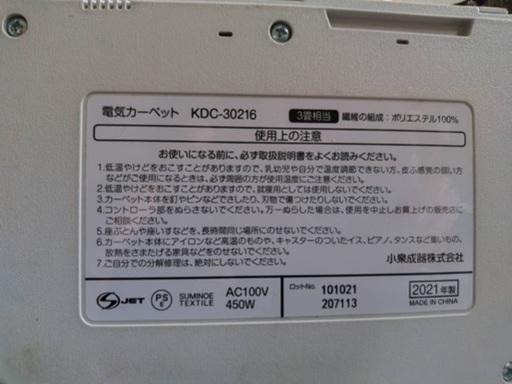 電気カーペット KDC-30216 3畳相当 繊維の組成：ポリエステル100%
使用上の注意
お使いになる前に、必ず取扱説明書をよくお読みください。
1.低温やけどをおこすことがありますので、乳幼児や自分で温度調節できない方、皮ふ感覚の弱い方
などがご使用になるときは、必ず周囲の方が使用温度にご注意ください。
2.低温やけどをおこすことがありますので、就寝用としては使用しないでください。
3.カーペット本体を釘やピンなどでさしたり、刃物で傷つけたりしないでください。
4.コントローラ部をぬらさないでください。万一ぬらした場合は、使用を中止しお買上げの販売店に
ご相談ください。
5.座ぶとんや座いすなどを、長時間同じ場所にのせないでください。
6.カーペット本体にアイロンなど高温のものや、キャスターのついたイス、ピアノ、タンスなど重いもの、
放熱をさまたげる家具などをのせないでください。
7.ご自分での分解修理は、絶対にしないでください。
小泉成器株式会社
S JET PS E SUMINOE TEXTILE AC100V 450W ロットNo. 101021 207113 2021年製 MADE IN CHINA